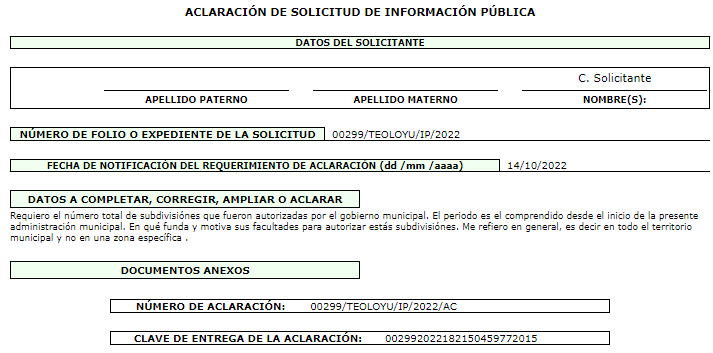 ACLARACIÓN DE SOLICITUD DE INFORMACIÓN PÚBLICA
DATOS DEL SOLICITANTE
C. Solicitante
APELLIDO PATERNO APELLIDO MATERNO NOMBRE(S):
NÚMERO DE FOLIO O EXPEDIENTE DE LA SOLICITUD 00299/TEOLOYU/IP/2022
FECHA DE NOTIFICACIÓN DEL REQUERIMIENTO DE ACLARACIÓN (dd /mm /aaaa) 14/10/2022
DATOS A COMPLETAR, CORREGIR, AMPLIAR O ACLARAR
Requiero el número total de subdivisiónes que fueron autorizadas por el gobierno municipal. El periodo es el comprendido desde el inicio de la presente
administración municipal. En qué funda y motiva sus facultades para autorizar estás subdivisiónes. Me refiero en general, es decir en todo el territorio
municipal y no en una zona específica .
DOCUMENTOS ANEXOS
NÚMERO DE ACLARACIÓN: 00299/TEOLOYU/IP/2022/AC
CLAVE DE ENTREGA DE LA ACLARACIÓN: 002992022182150459772015